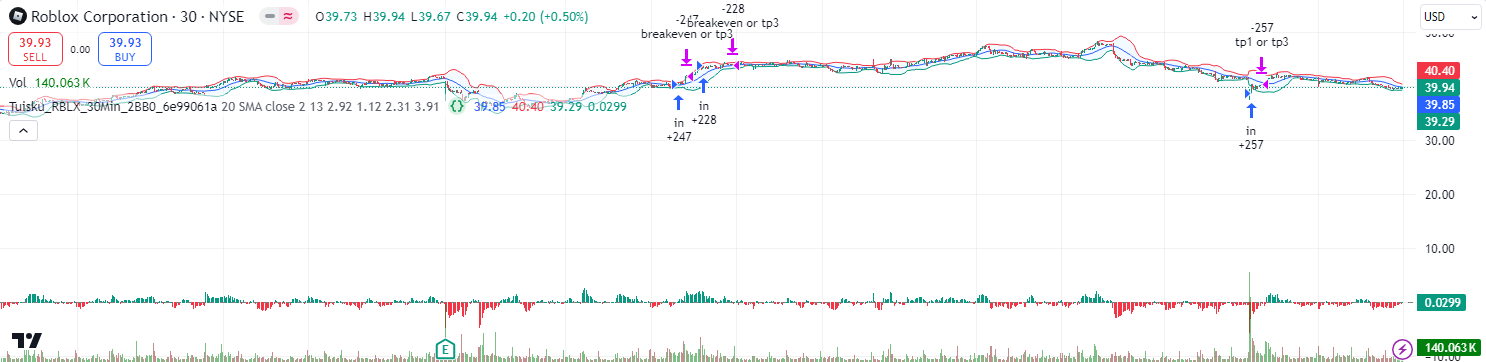 Roblox Corporation · 30 · NYSE O39.73 H39.94 L39.67 C39.94 +0.20 (+0.50%)
USD
39.93
SELL
0.00
39.93
BUY
Vol 140.063 K
Tuisku_RBLX_30Min_2BB0_6e99061a 20 SMA close 2 13 2.92 1.12 2.31 3.91 39.85 40.40 39.29 0.0299
-247
breakeven or tp3
-228
breakeven or tp3
in
+247
in
+228
-257
tp1 or tp3
in
+257
40.40
39.94
39.85
39.29
30.00
20.00
10.00
0.0299
140.063 K
-10.00
E